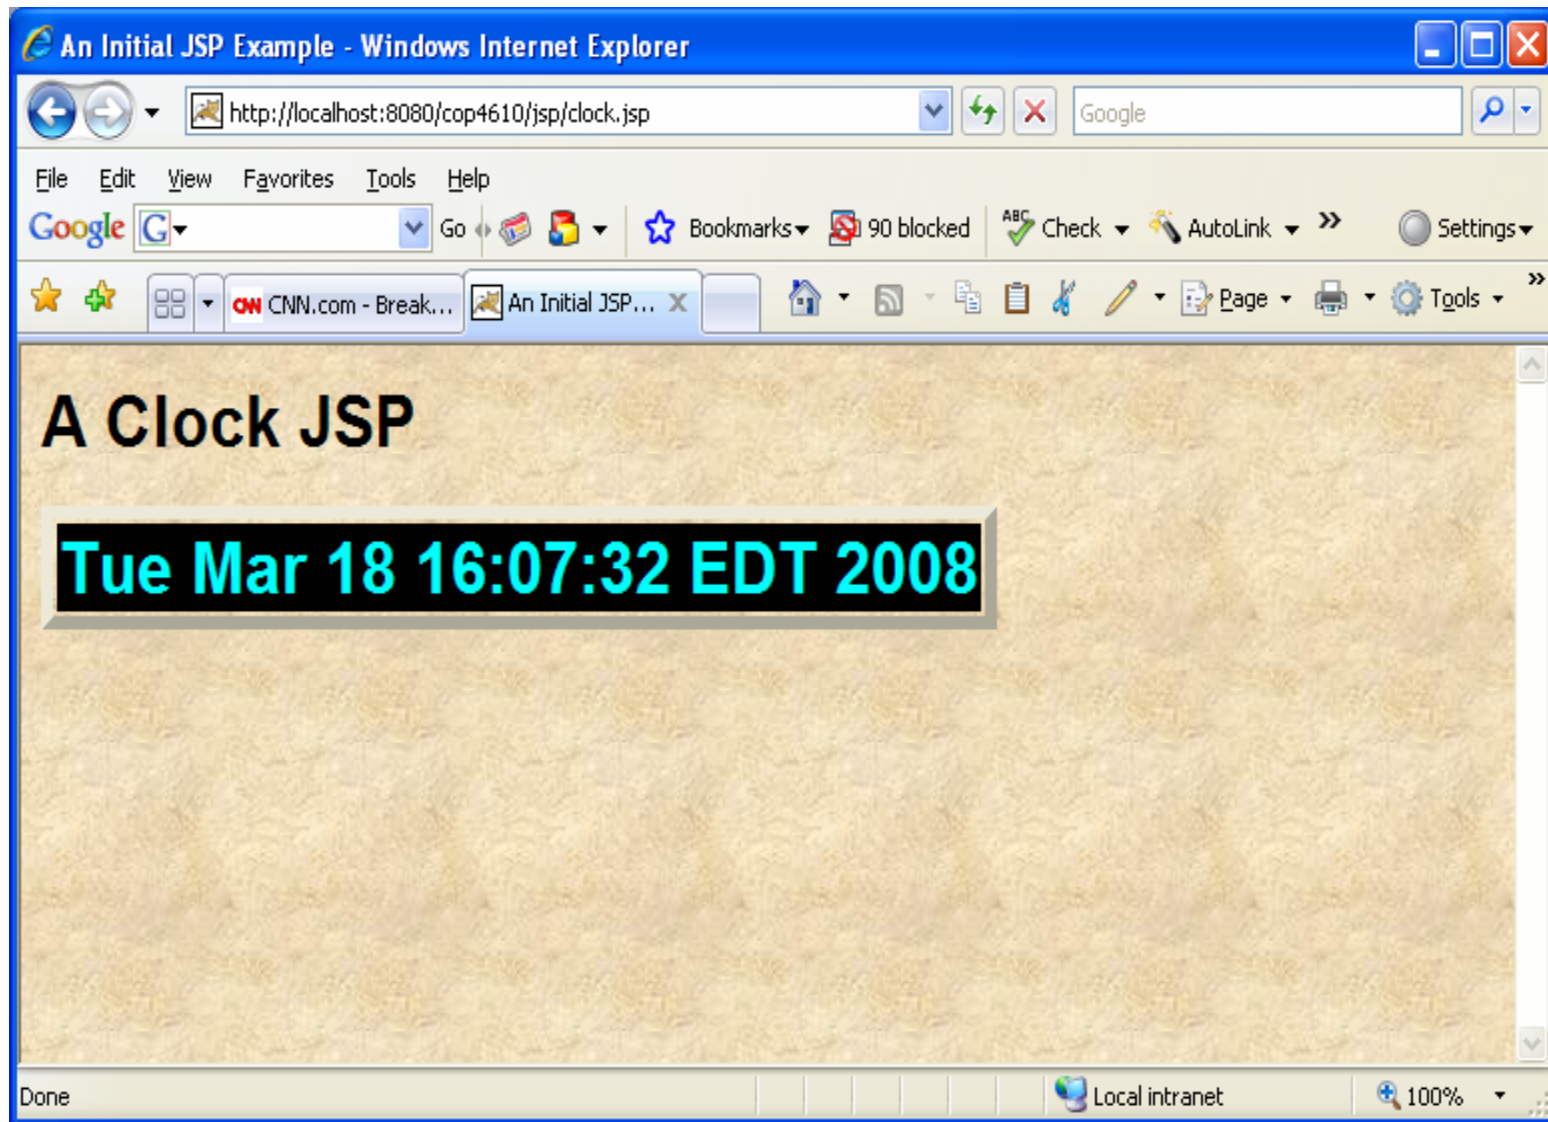 An Initial JSP Example - Windows Internet Explorer
http://localhost:8080/cop4610/jsp/clock.jsp
Google
File Edit View Favorites Tools Help
Google G Go Bookmarks 90 blocked ABC Check AutoLink » Settings
CNN CNN.com - Break... An Initial JSP... X Page Tools »
A Clock JSP
Tue Mar 18 16:07:32 EDT 2008
Done Local intranet 100%